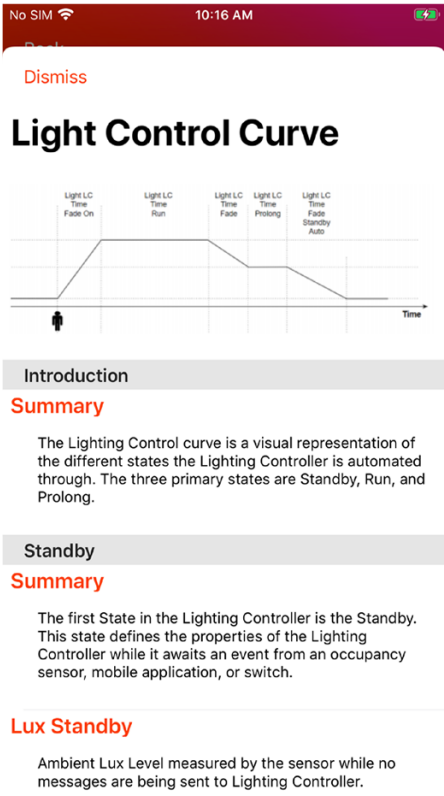 No SIM 10:16 AM
Dismiss
Light Control Curve
Light LC Time Fade On
Light LC Time Run
Light LC Time Fade
Light LC Time Prolong
Light LC Time Fade Standby Auto
Time
Introduction
Summary
The Lighting Control curve is a visual representation of
the different states the Lighting Controller is automated
through. The three primary states are Standby, Run, and
Prolong.
Standby
Summary
The first State in the Lighting Controller is the Standby.
This state defines the properties of the Lighting
Controller while it awaits an event from an occupancy
sensor, mobile application, or switch.
Lux Standby
Ambient Lux Level measured by the sensor while no
messages are being sent to Lighting Controller.